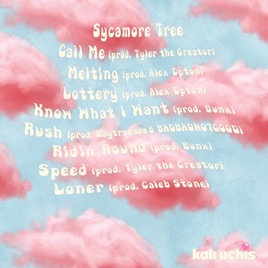 Sycamore Tree
Call Me (prod. Tyler the Creator)
Melting (prod. Alex Epton)
Lottery (prod. Alex Epton)
Know What I Want (prod. Bunx)
Rush (prod. Kaytranada & BADBADNOTGOOD)
Ridin Round (prod. Bunx)
Speed (prod. Tyler the Creator)
Loner (prod. Caleb Stone)
kali uchis